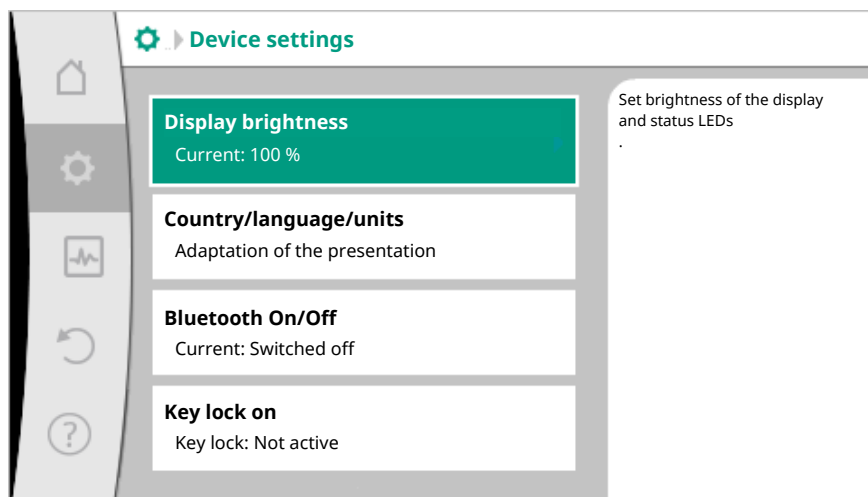 Device settings
Display brightness
Current: 100 %
Country/language/units
Adaptation of the presentation
Bluetooth On/Off
Current: Switched off
Key lock on
Key lock: Not active
Set brightness of the display
and status LEDs
.
?